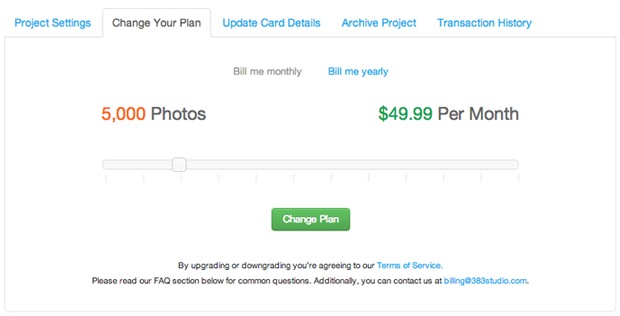 Project Settings Change Your Plan Update Card Details Archive Project Transaction History
Bill me monthly Bill me yearly
5,000 Photos $49.99 Per Month
Change Plan
By upgrading or downgrading you're agreeing to our Terms of Service.
Please read our FAQ section below for common questions. Additionally, you can contact us at billing@383studio.com.